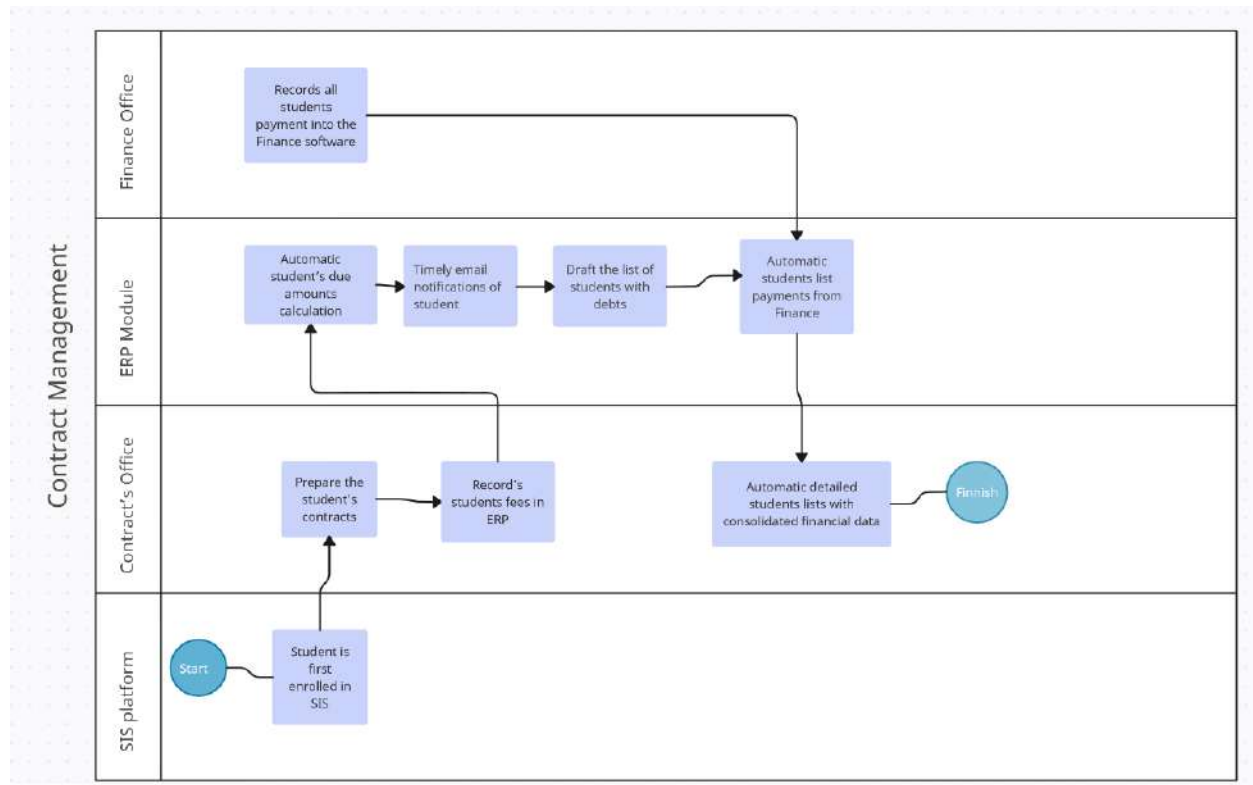 Contract Management
Finance Office
Records all
students
payment into the
Finance software
ERP Module
Automatic
student's due
amounts
calculation
Timely email
notifications of
student
Draft the list of
students with
debts
Automatic
students list
payments from
Finance
Contract's Office
Prepare the
student's
contracts
Record's
students fees in
ERP
Automatic detailed
students lists with
consolidated financial data
Finnish
SIS platform
Start
Student is
first
enrolled in
SIS